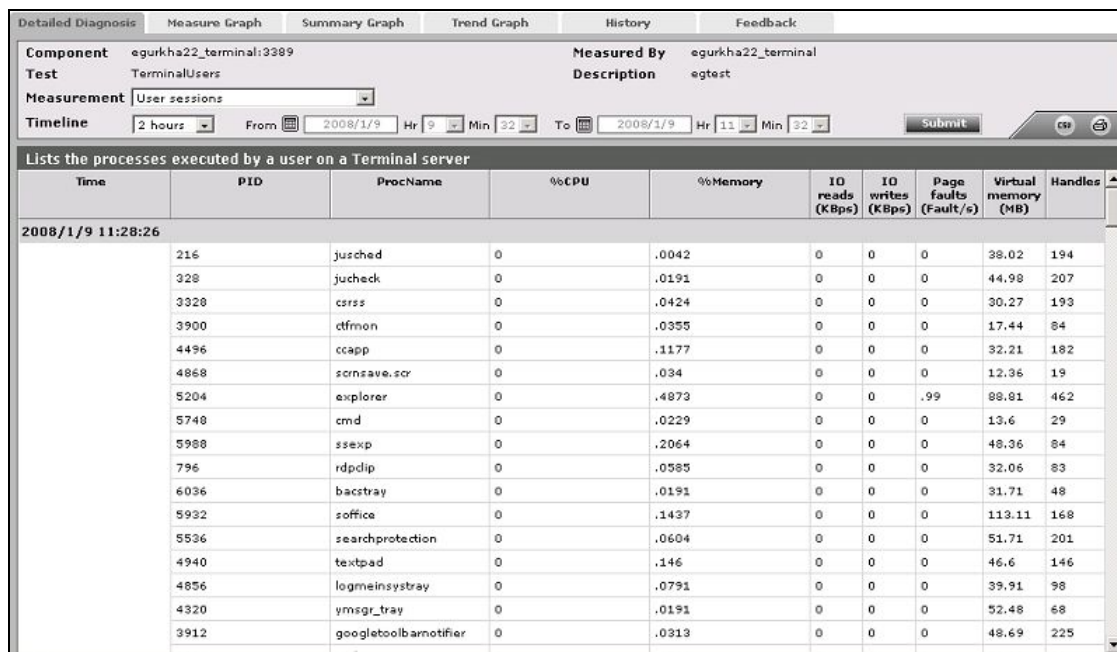 Detailed Diagnosis Measure Graph Summary Graph Trend Graph History Feedback
Component egurkha22_terminal:3389 Measured By egurkha22_terminal
Test TerminalUsers Description egtest
Measurement User sessions
Timeline 2 hours From 2008/1/9 Hr 9 Min 32 To 2008/1/9 Hr 11 Min 32 Submit CSV
Lists the processes executed by a user on a Terminal server
Time PID ProcName %CPU %Memory IO reads (KBps) IO writes (KBps) Page faults (Fault/s) Virtual memory (MB) Handles
2008/1/9 11:28:26
216 jusched 0 .0042 0 0 0 38.02 194
328 jucheck 0 .0191 0 0 0 44.98 207
3328 csrss 0 .0424 0 0 0 30.27 193
3900 ctfmon 0 .0355 0 0 0 17.44 84
4496 ccapp 0 .1177 0 0 0 32.21 182
4868 scrnsave.scr 0 .034 0 0 0 12.36 19
5204 explorer 0 .4873 0 0 .99 88.81 462
5748 cmd 0 .0229 0 0 0 13.6 29
5988 ssexp 0 .2064 0 0 0 48.36 84
796 rdpclip 0 .0585 0 0 0 32.06 83
6036 bacstray 0 .0191 0 0 0 31.71 48
5932 soffice 0 .1437 0 0 0 113.11 168
5536 searchprotection 0 .0604 0 0 0 51.71 201
4940 textpad 0 .146 0 0 0 46.6 146
4856 logmeinsystray 0 .0791 0 0 0 39.91 98
4320 ymsgr_tray 0 .0191 0 0 0 52.48 68
3912 googletoolbarnotifier 0 .0313 0 0 0 48.69 225